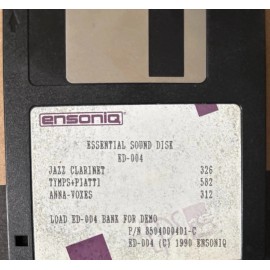 ensoniq
ESSENTIAL SOUND DISK
ED-004
JAZZ CLARINET 326
TYMPS+PIATTI 582
ANNA-VOXES 312
LOAD ED-004 BANK FOR DEMO
P/N 8504000401-C
ED-004 (C) 1990 ENSONIQ